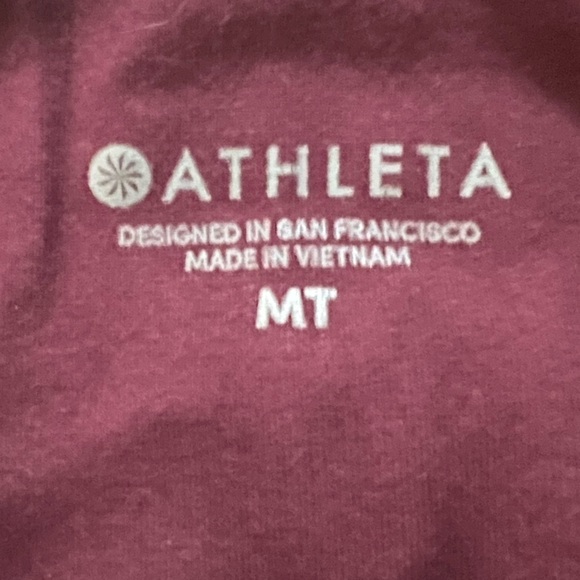 ATHLETA
DESIGNED IN SAN FRANCISCO
MADE IN VIETNAM
MT